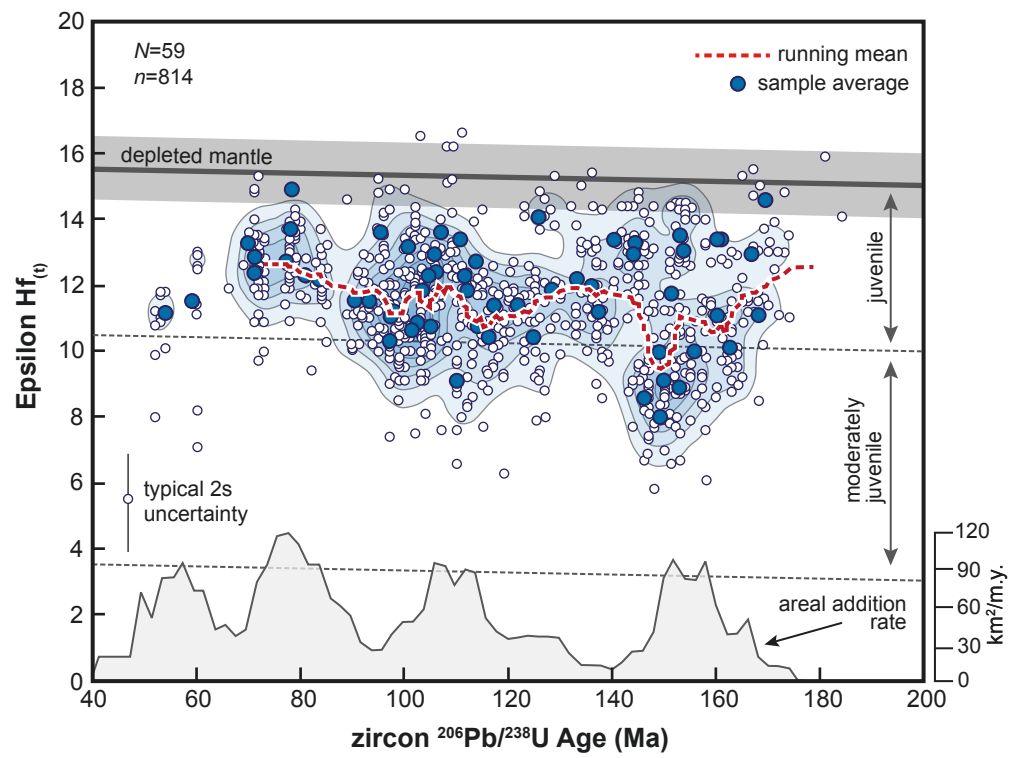 N=59
n=814
running mean
sample average
depleted mantle
juvenile
moderately
juvenile
typical 2s
uncertainty
areal addition
rate
Epsilon Hf(t)
20
18
16
14
12
10
8
6
4
2
0
40
60
80
100
120
140
160
180
200
zircon ²⁰⁶Pb/²³⁸U Age (Ma)
120
90
60
30
0
km²/m.y.